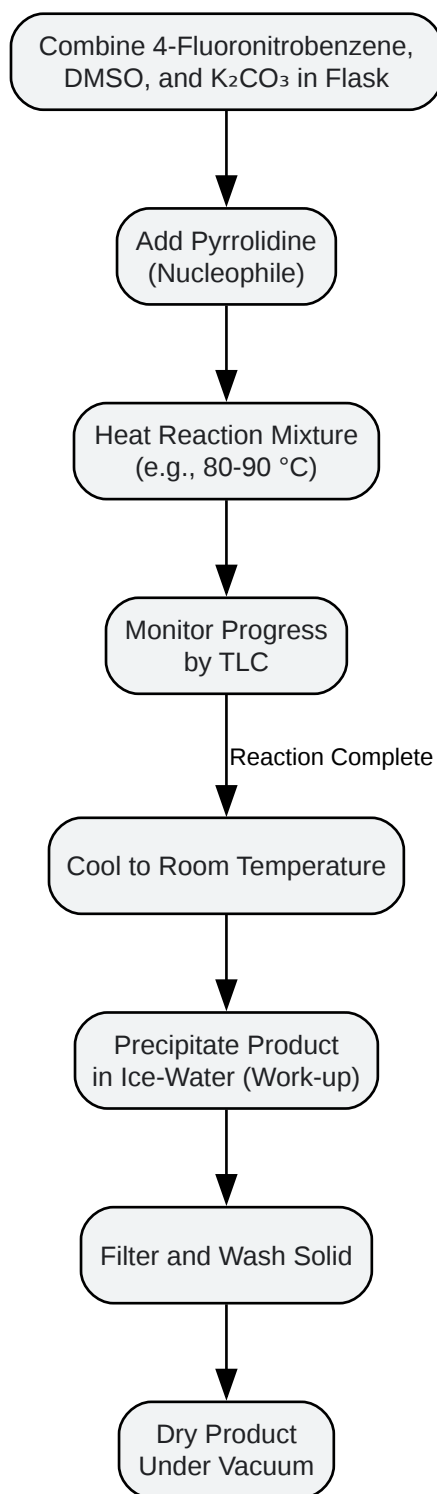 Combine 4-Fluoronitrobenzene,
DMSO, and K₂CO₃ in Flask
Add Pyrrolidine
(Nucleophile)
Heat Reaction Mixture
(e.g., 80-90 °C)
Monitor Progress
by TLC
Reaction Complete
Cool to Room Temperature
Precipitate Product
in Ice-Water (Work-up)
Filter and Wash Solid
Dry Product
Under Vacuum